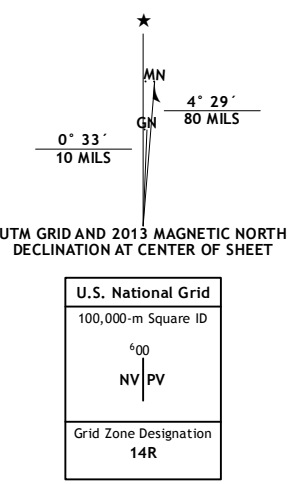 ★
MN
4° 29´
80 MILS
GN
0° 33´
10 MILS
UTM GRID AND 2013 MAGNETIC NORTH
DECLINATION AT CENTER OF SHEET
U.S. National Grid
100,000-m Square ID
⁶00
NV PV
Grid Zone Designation
14R